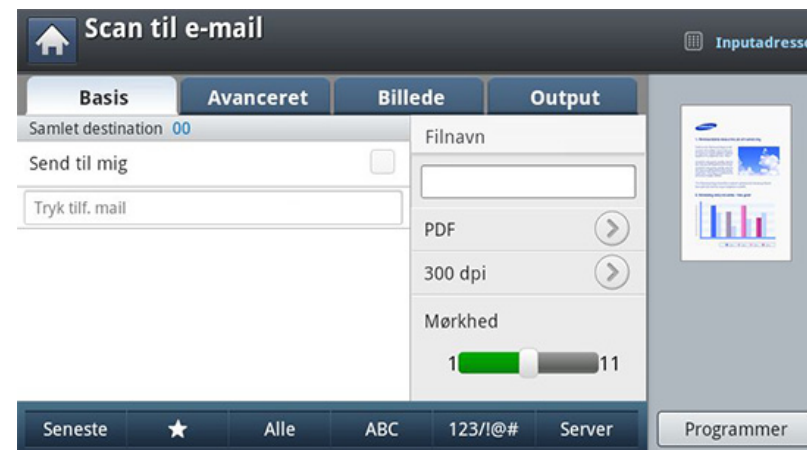 Scan til e-mail
Inputadresse
Basis
Avanceret
Billede
Output
Samlet destination 00
Filnavn
Send til mig
Tryk tilf. mail
PDF
300 dpi
Mørkhed
1 11
Seneste
Alle
ABC
123/!@#
Server
Programmer